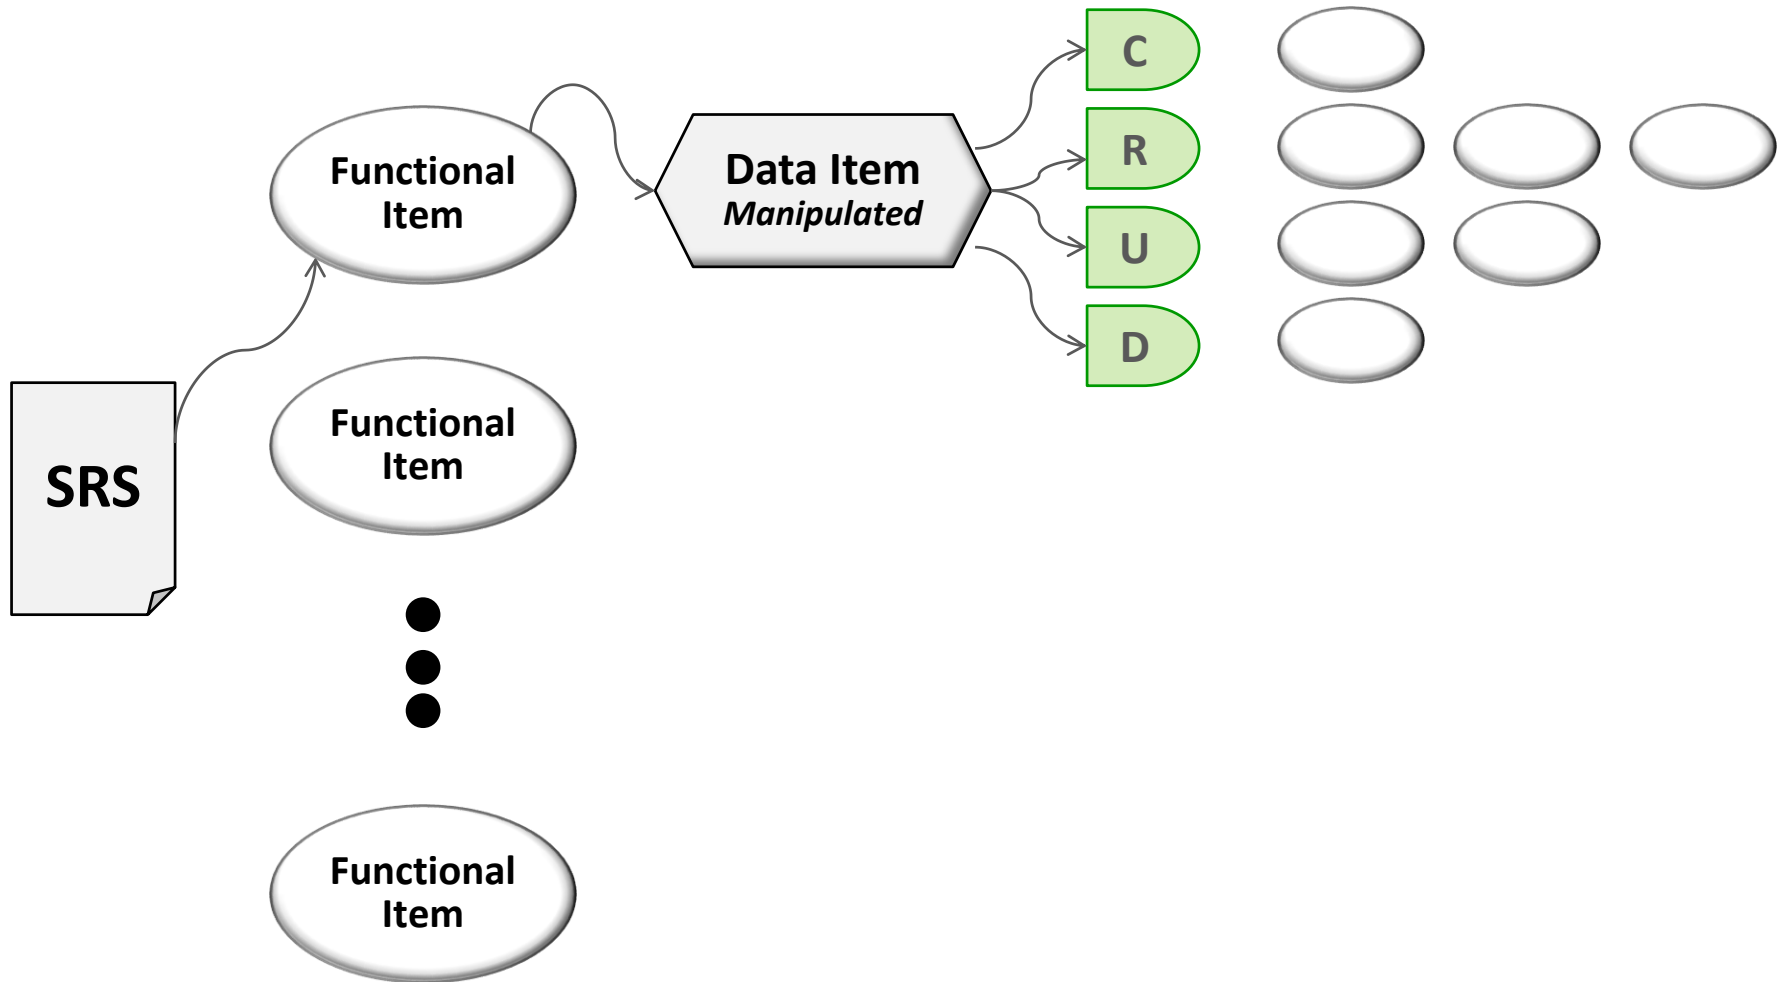 SRS
Functional
Item
Functional
Item
Functional
Item
Data Item
Manipulated
C
R
U
D